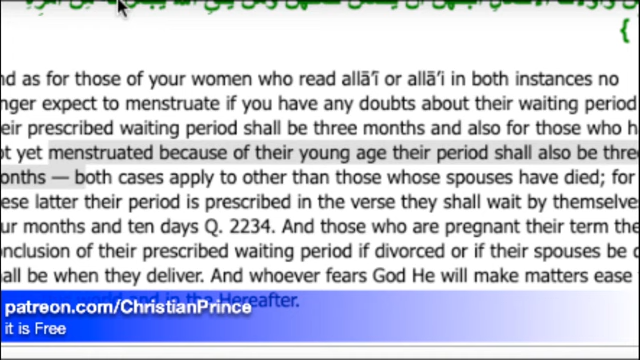 }
nd as for those of your women who read allā'ī or allā'i in both instances no
nger expect to menstruate if you have any doubts about their waiting period
eir prescribed waiting period shall be three months and also for those who h
ot yet menstruated because of their young age their period shall also be thre
onths — both cases apply to other than those whose spouses have died; for
ese latter their period is prescribed in the verse they shall wait by themselve
ur months and ten days Q. 2234. And those who are pregnant their term the
onclusion of their prescribed waiting period if divorced or if their spouses be d
all be when they deliver. And whoever fears God He will make matters ease
and in the Hereafter.
patreon.com/ChristianPrince
it is Free